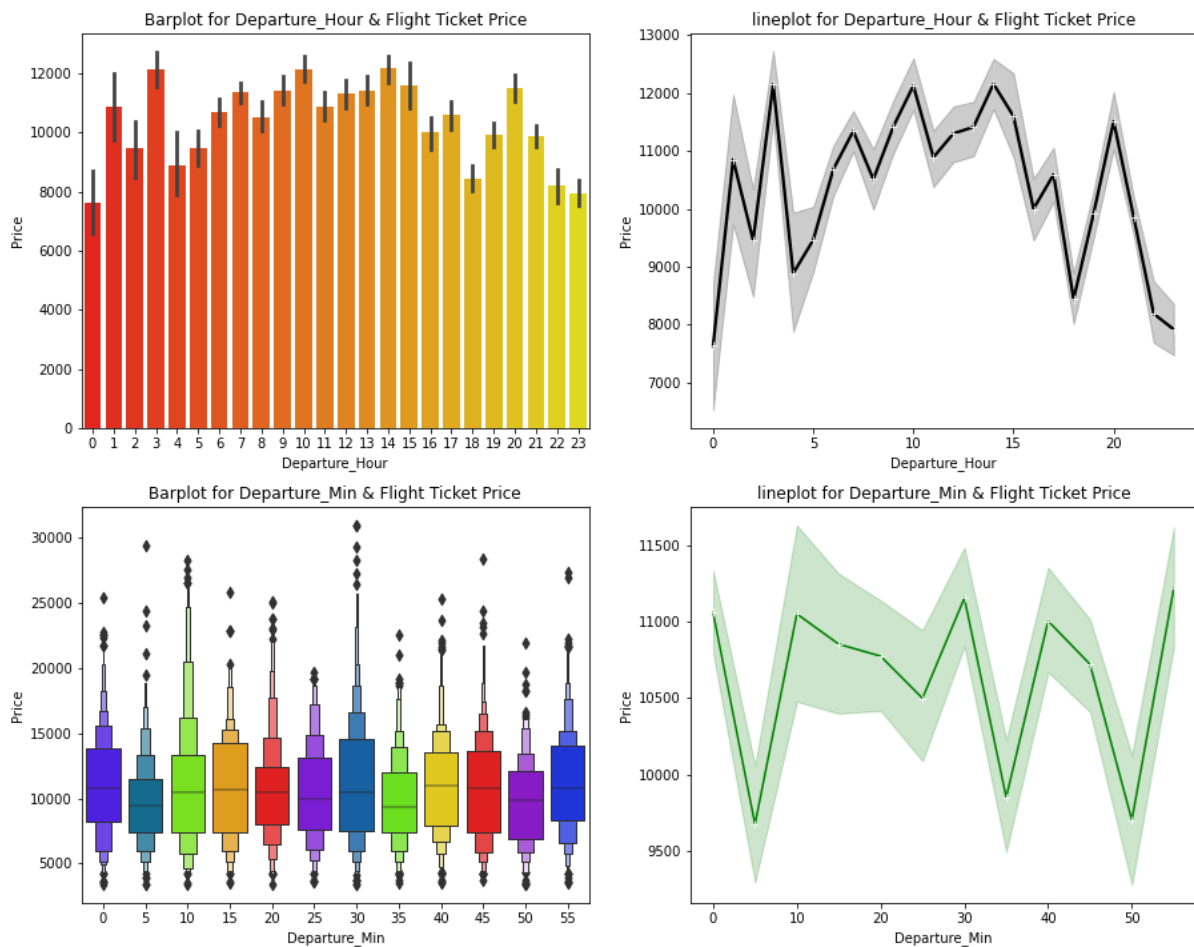 Barplot for Departure_Hour & Flight Ticket Price
12000
10000
8000
6000
4000
2000
0
Price
0 1 2 3 4 5 6 7 8 9 10 11 12 13 14 15 16 17 18 19 20 21 22 23
Departure_Hour
lineplot for Departure_Hour & Flight Ticket Price
13000
12000
11000
10000
9000
8000
7000
Price
0 5 10 15 20
Departure_Hour
Barplot for Departure_Min & Flight Ticket Price
30000
25000
20000
15000
10000
5000
Price
0 5 10 15 20 25 30 35 40 45 50 55
Departure_Min
lineplot for Departure_Min & Flight Ticket Price
11500
11000
10500
10000
9500
Price
0 10 20 30 40 50
Departure_Min